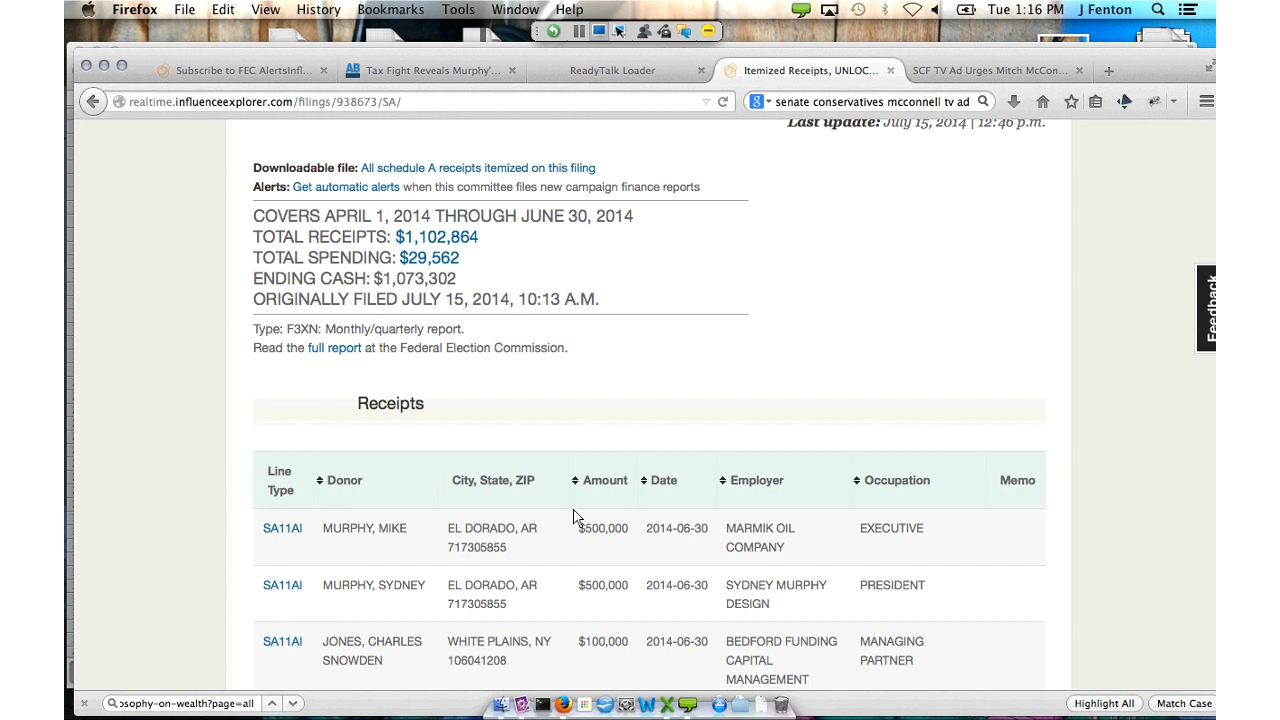 Firefox File Edit View History Bookmarks Tools Window Help Tue 1:16 PM J Fenton
Subscribe to FEC AlertsInfl... Tax Fight Reveals Murphy'... ReadyTalk Loader Itemized Receipts, UNLOC... SCF TV Ad Urges Mitch McCon...
realtime.influenceexplorer.com/filings/938673/SA/ senate conservatives mcconnell tv ad
Last update: July 15, 2014 | 12:46 p.m.
Downloadable file: All schedule A receipts itemized on this filing
Alerts: Get automatic alerts when this committee files new campaign finance reports
COVERS APRIL 1, 2014 THROUGH JUNE 30, 2014
TOTAL RECEIPTS: $1,102,864
TOTAL SPENDING: $29,562
ENDING CASH: $1,073,302
ORIGINALLY FILED JULY 15, 2014, 10:13 A.M.
Feedback
Type: F3XN: Monthly/quarterly report.
Read the full report at the Federal Election Commission.
Receipts
Line Type Donor City, State, ZIP Amount Date Employer Occupation Memo
SA11AI MURPHY, MIKE EL DORADO, AR $500,000 2014-06-30 MARMIK OIL EXECUTIVE
717305855 COMPANY
SA11AI MURPHY, SYDNEY EL DORADO, AR $500,000 2014-06-30 SYDNEY MURPHY PRESIDENT
717305855 DESIGN
SA11AI JONES, CHARLES WHITE PLAINS, NY $100,000 2014-06-30 BEDFORD FUNDING MANAGING
SNOWDEN 106041208 CAPITAL PARTNER
MANAGEMENT
osophy-on-wealth?page=all Highlight All Match Case